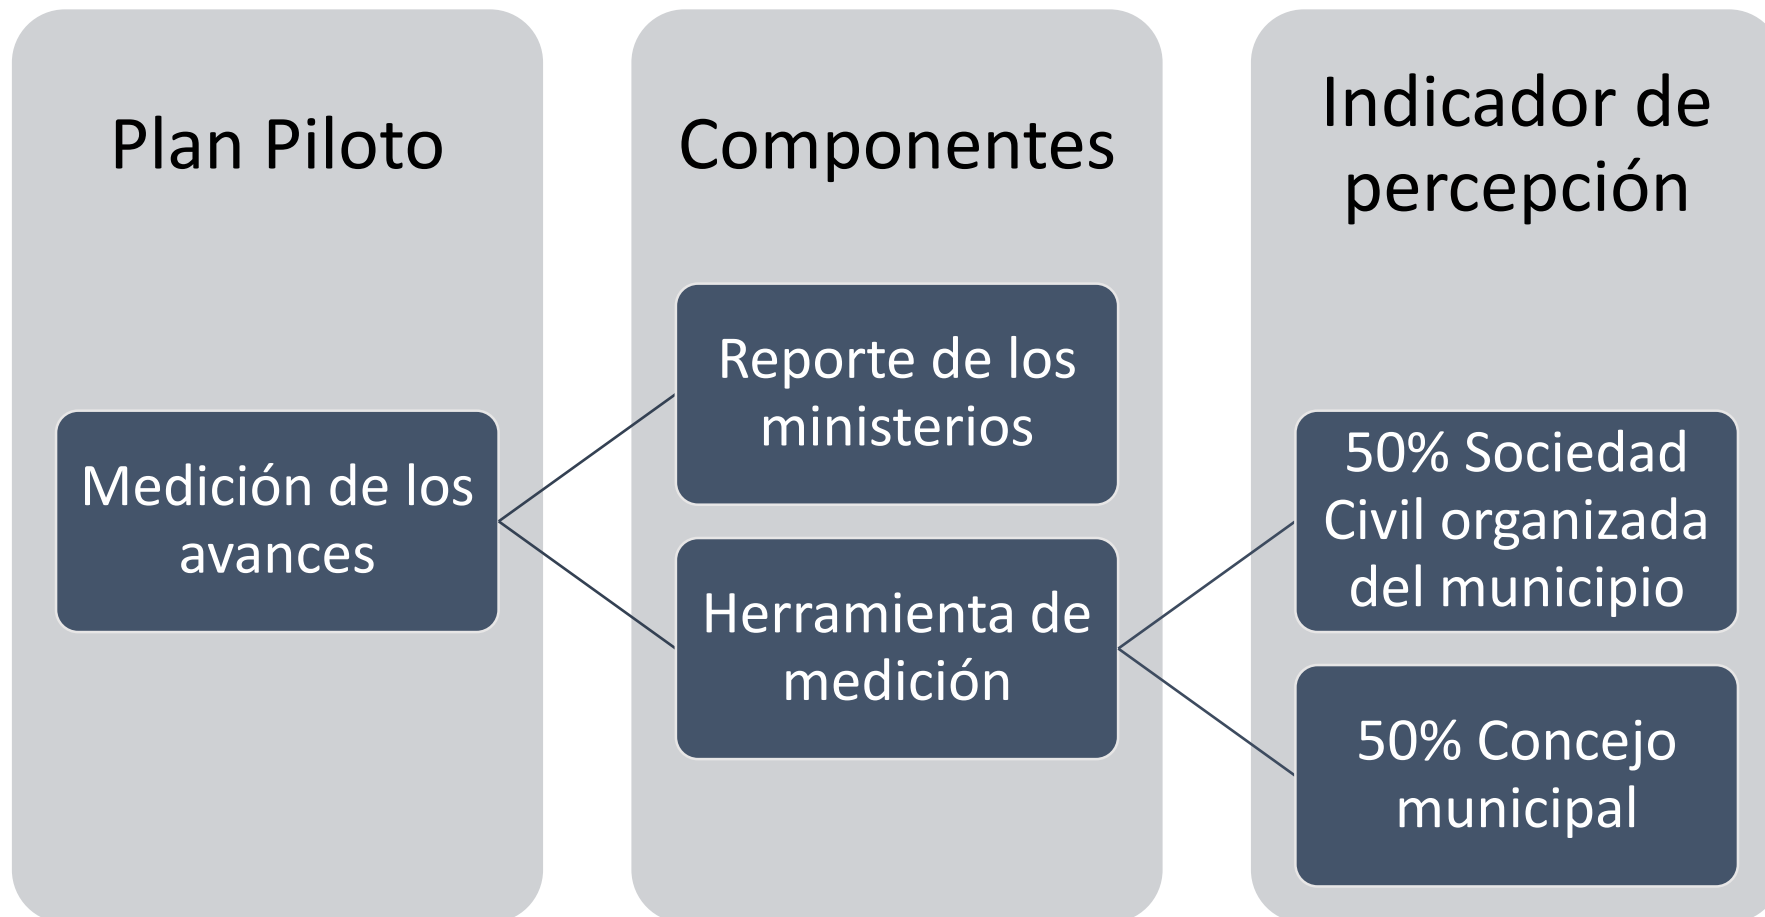 Plan Piloto
Medición de los
avances
Componentes
Reporte de los
ministerios
Herramienta de
medición
Indicador de
percepción
50% Sociedad
Civil organizada
del municipio
50% Concejo
municipal